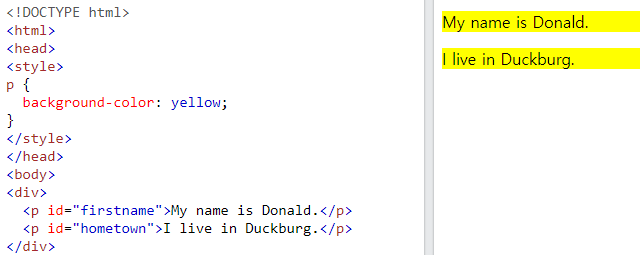 <!DOCTYPE html>
<html>
<head>
<style>
p {
  background-color: yellow;
}
</style>
</head>
<body>
<div>
  <p id="firstname">My name is Donald.</p>
  <p id="hometown">I live in Duckburg.</p>
</div>
My name is Donald.
I live in Duckburg.